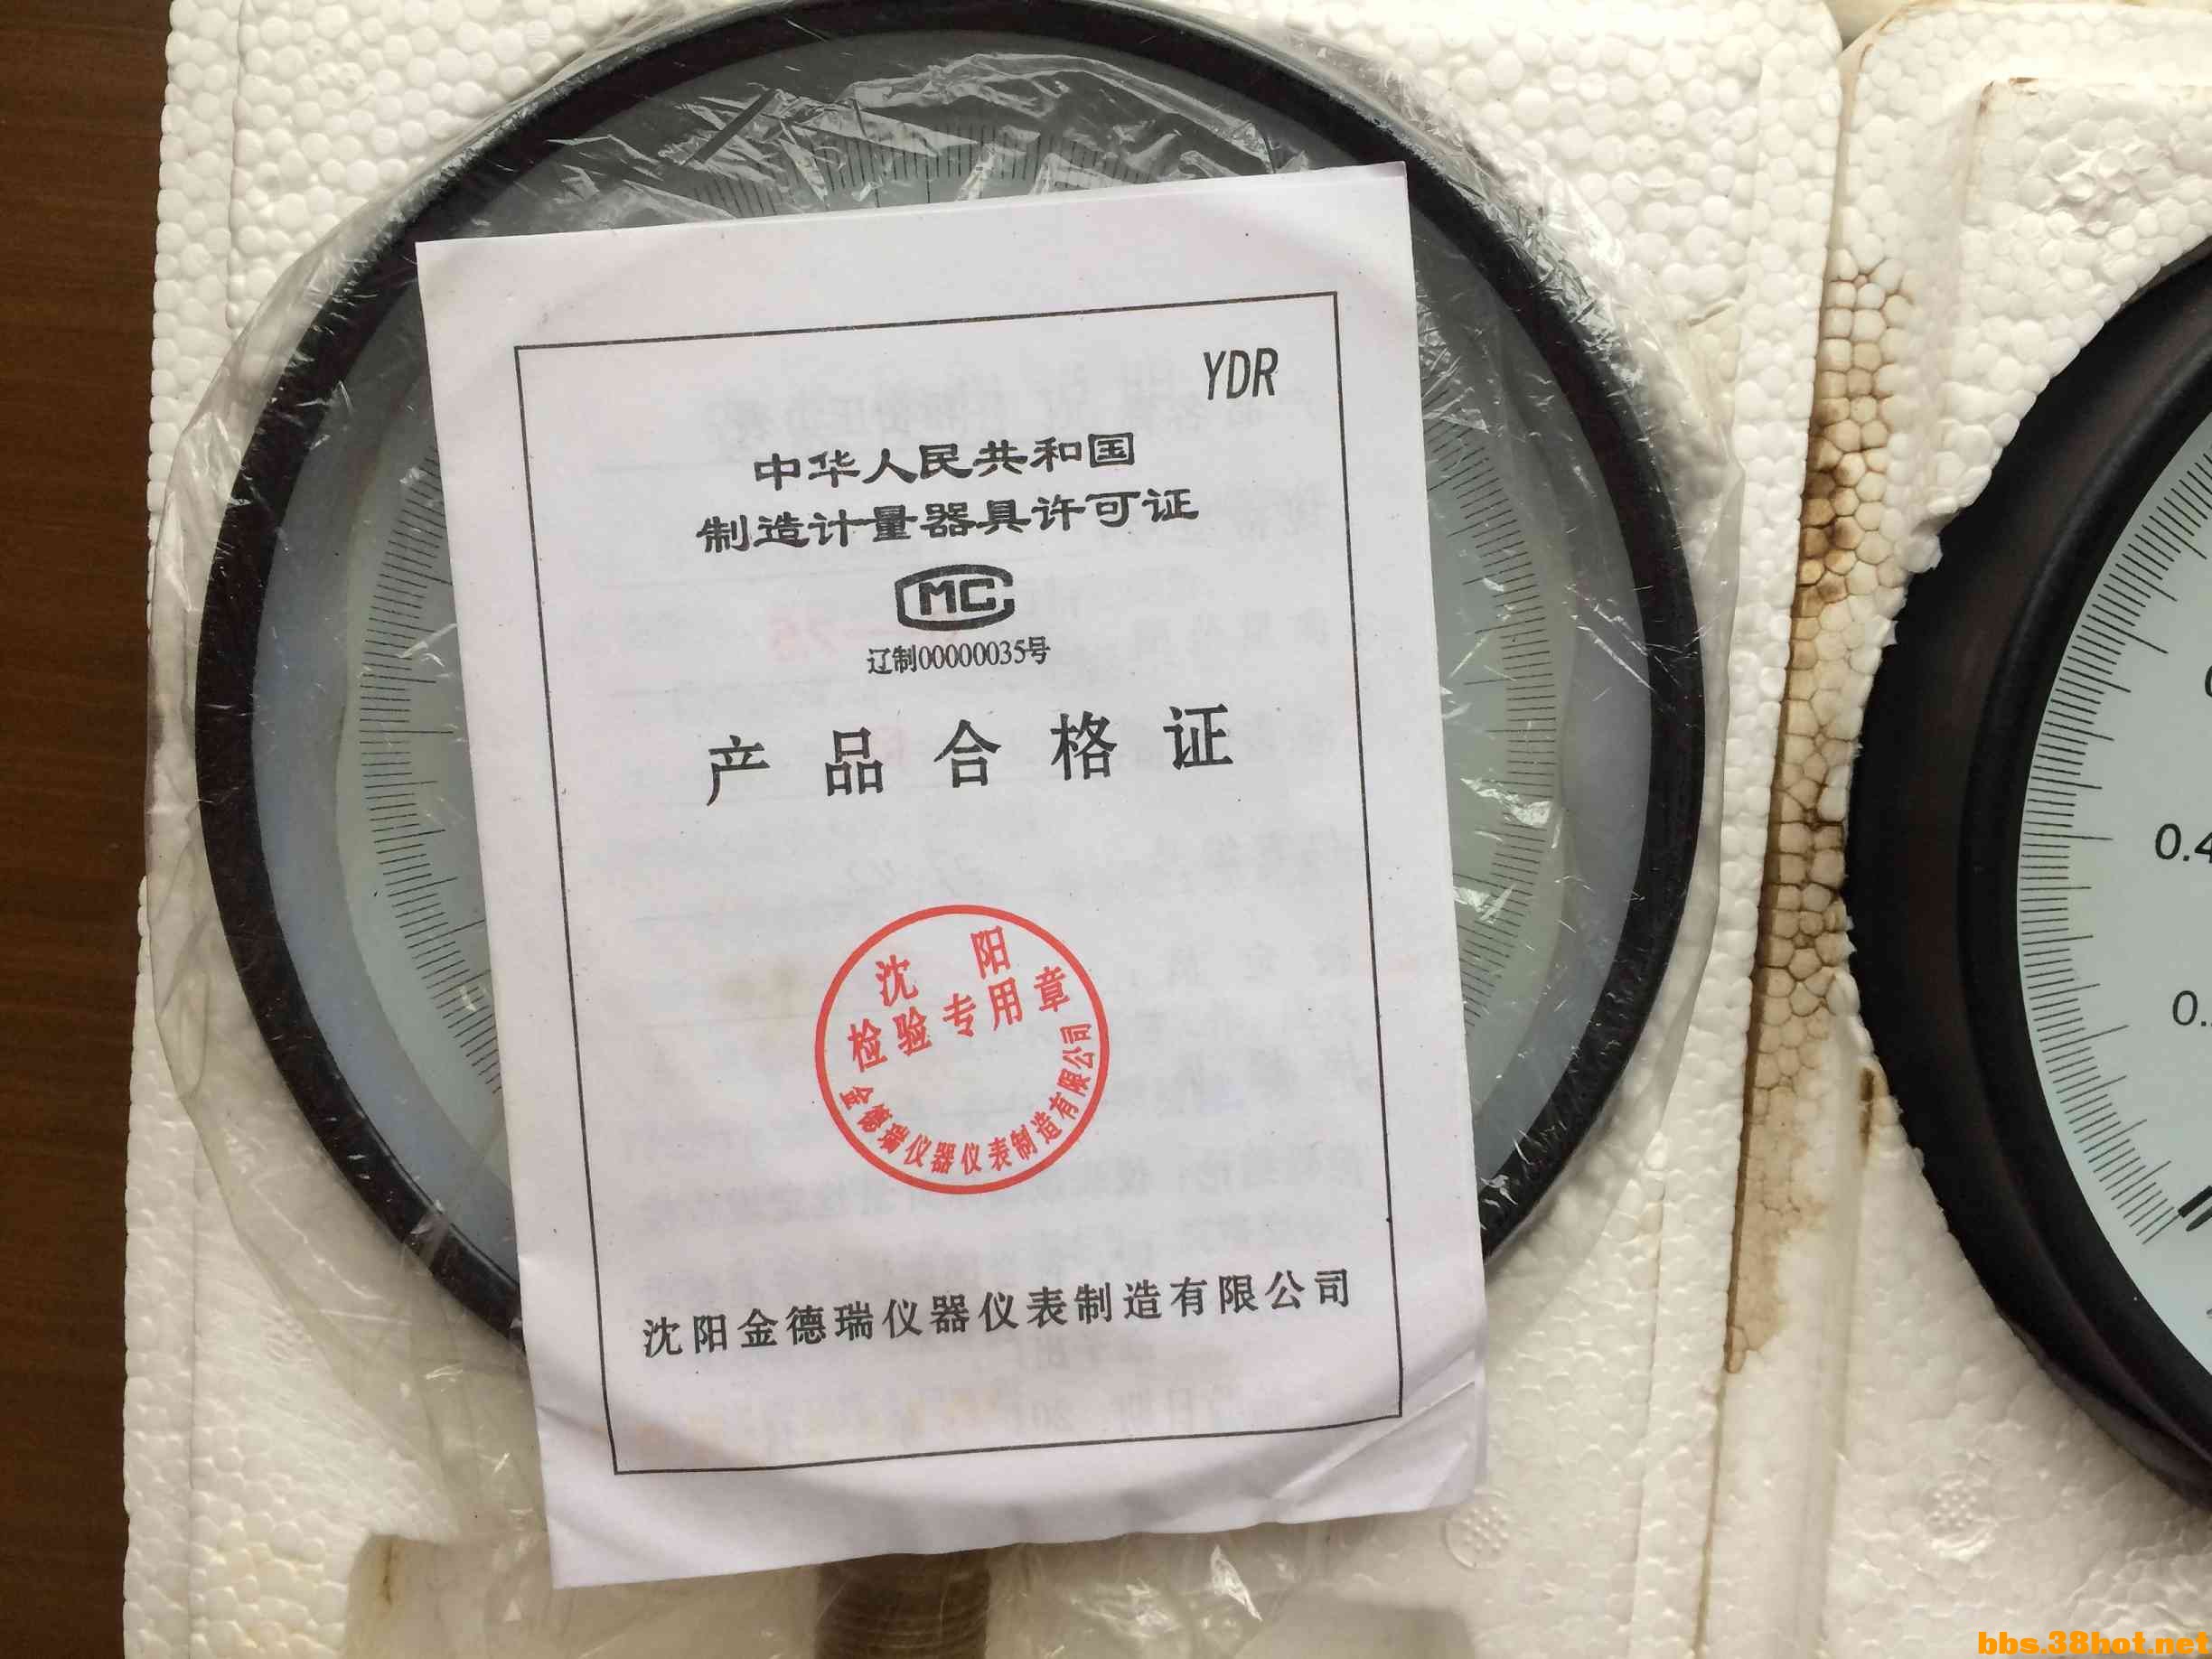 YDR
中华人民共和国
制造计量器具许可证
MC
辽制00000035号
产品合格证
沈阳
检验专用章
金德瑞仪器仪表制造有限公司
沈阳金德瑞仪器仪表制造有限公司
0.4
0.
bbs.38hot.net